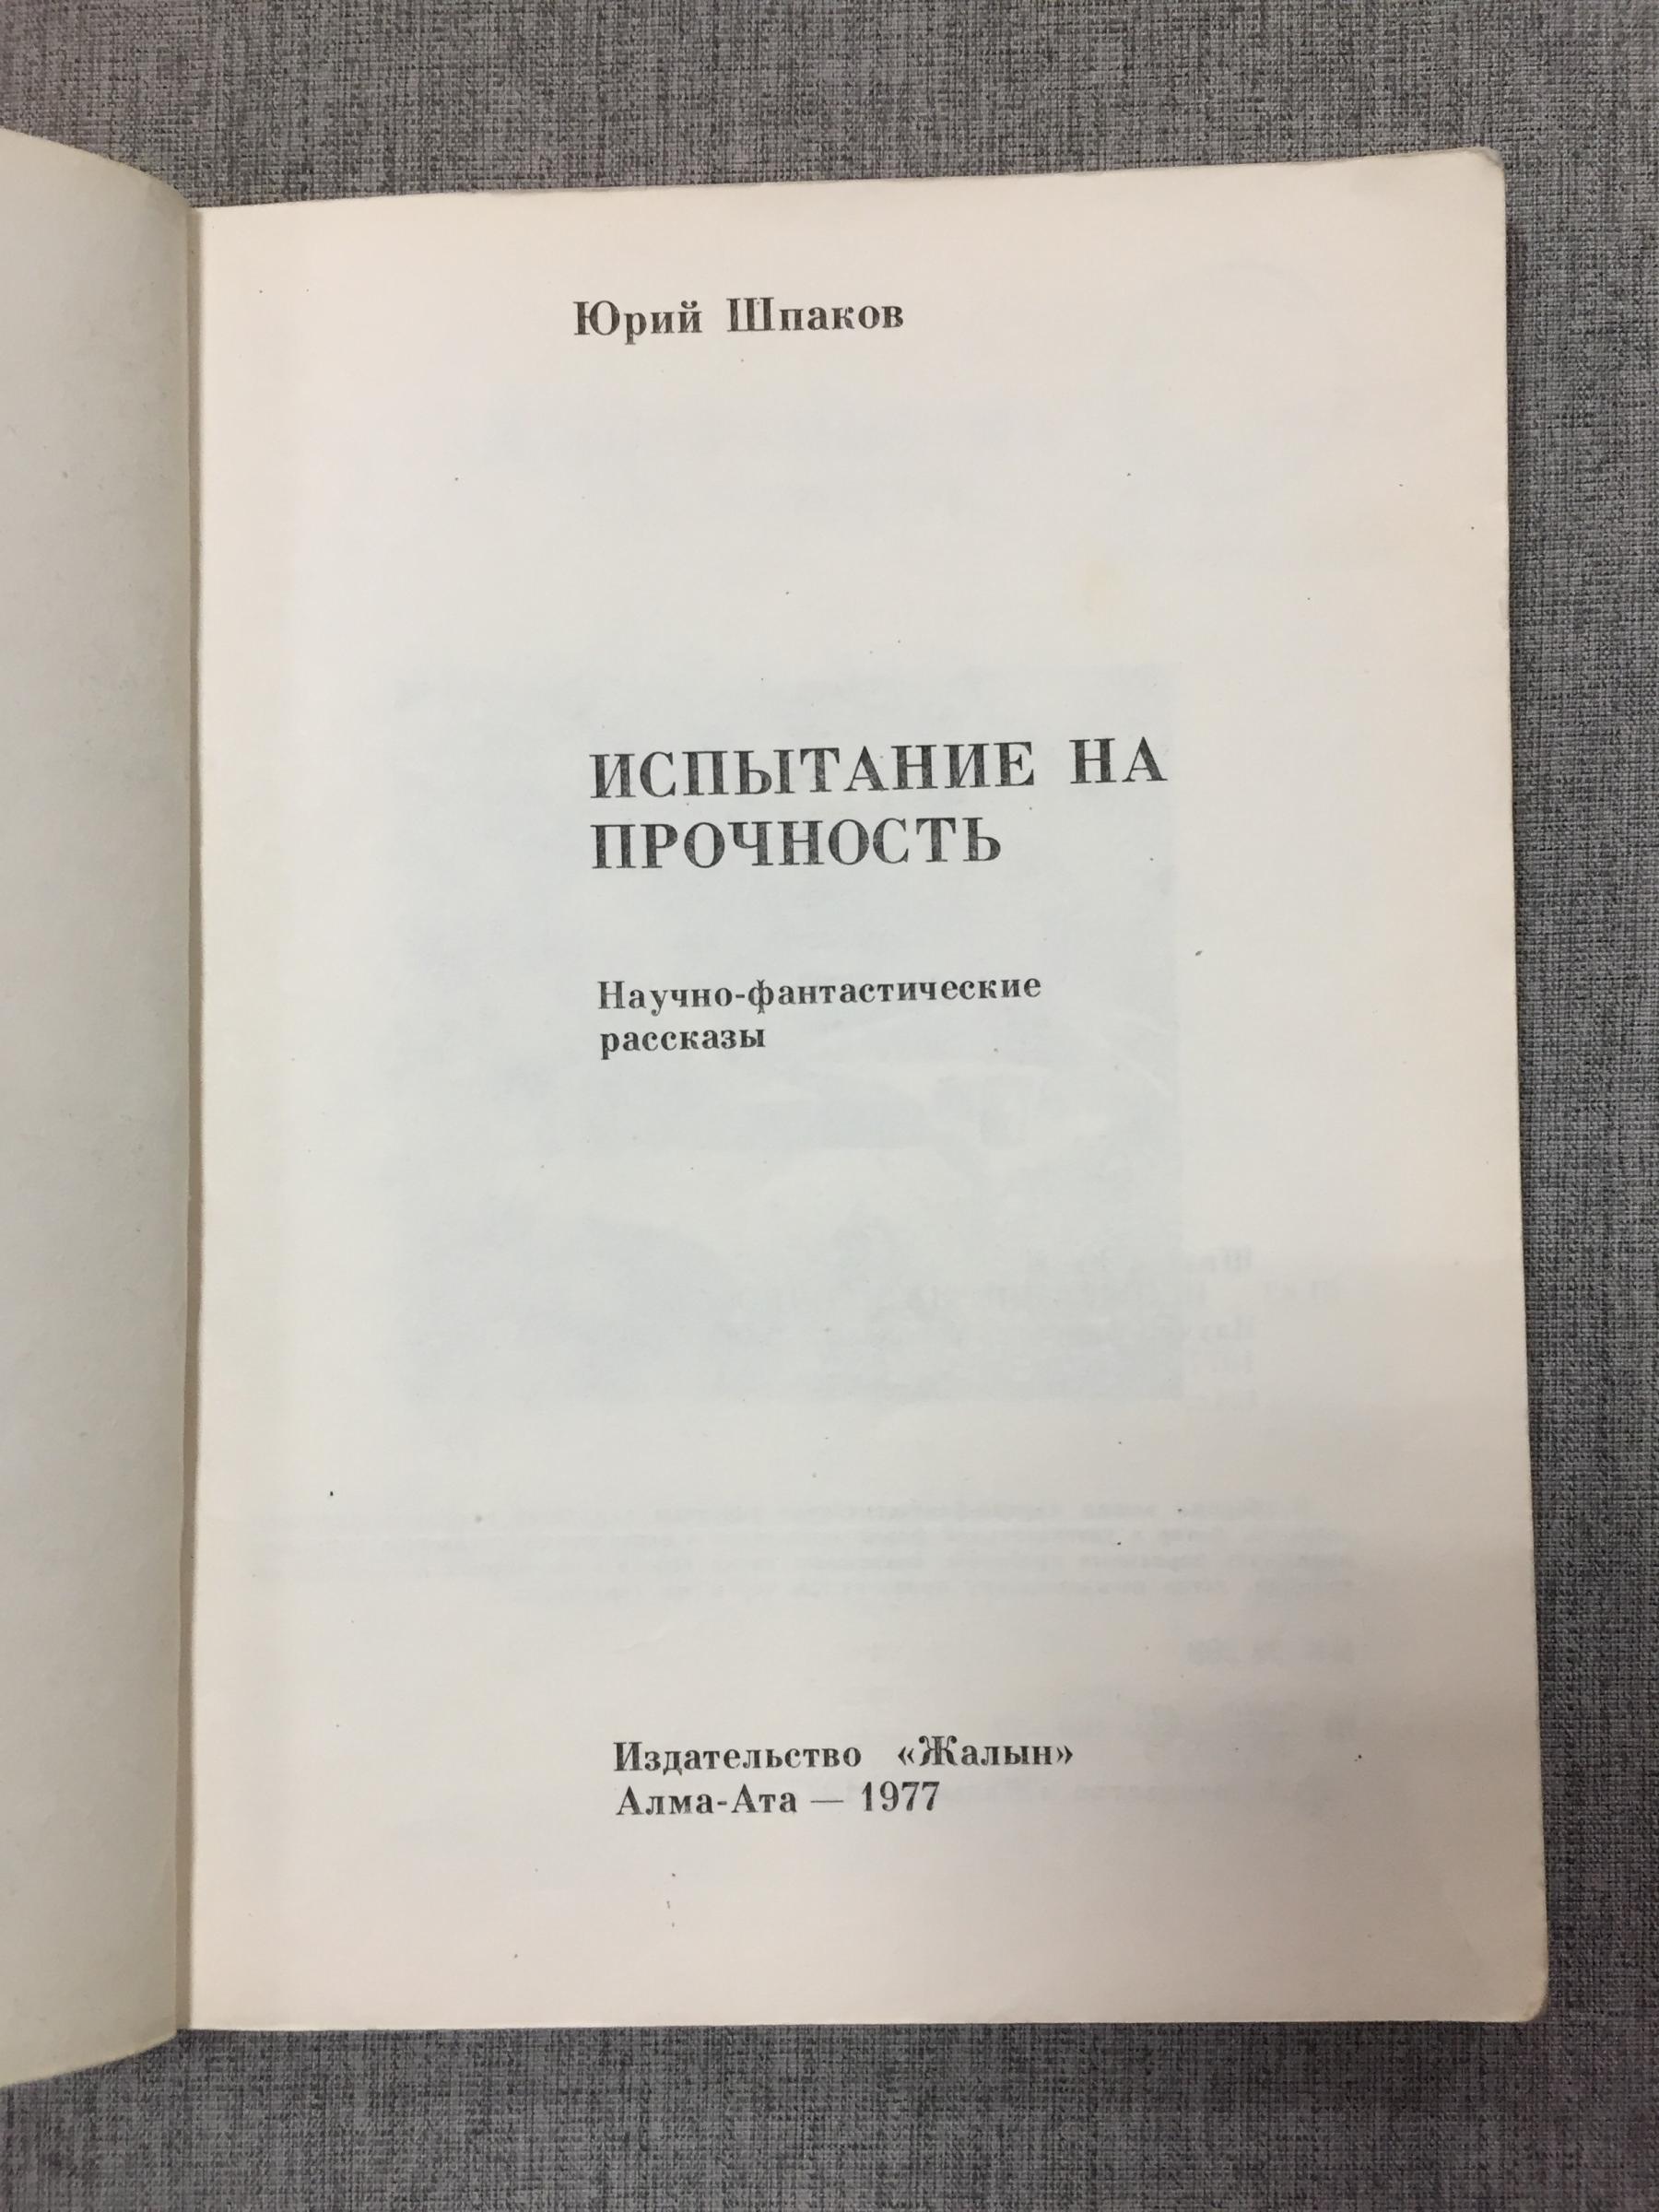 Юрий Шпаков
ИСПЫТАНИЕ НА
ПРОЧНОСТЬ
Научно-фантастические
рассказы
Издательство «Жалын»
Алма-Ата — 1977